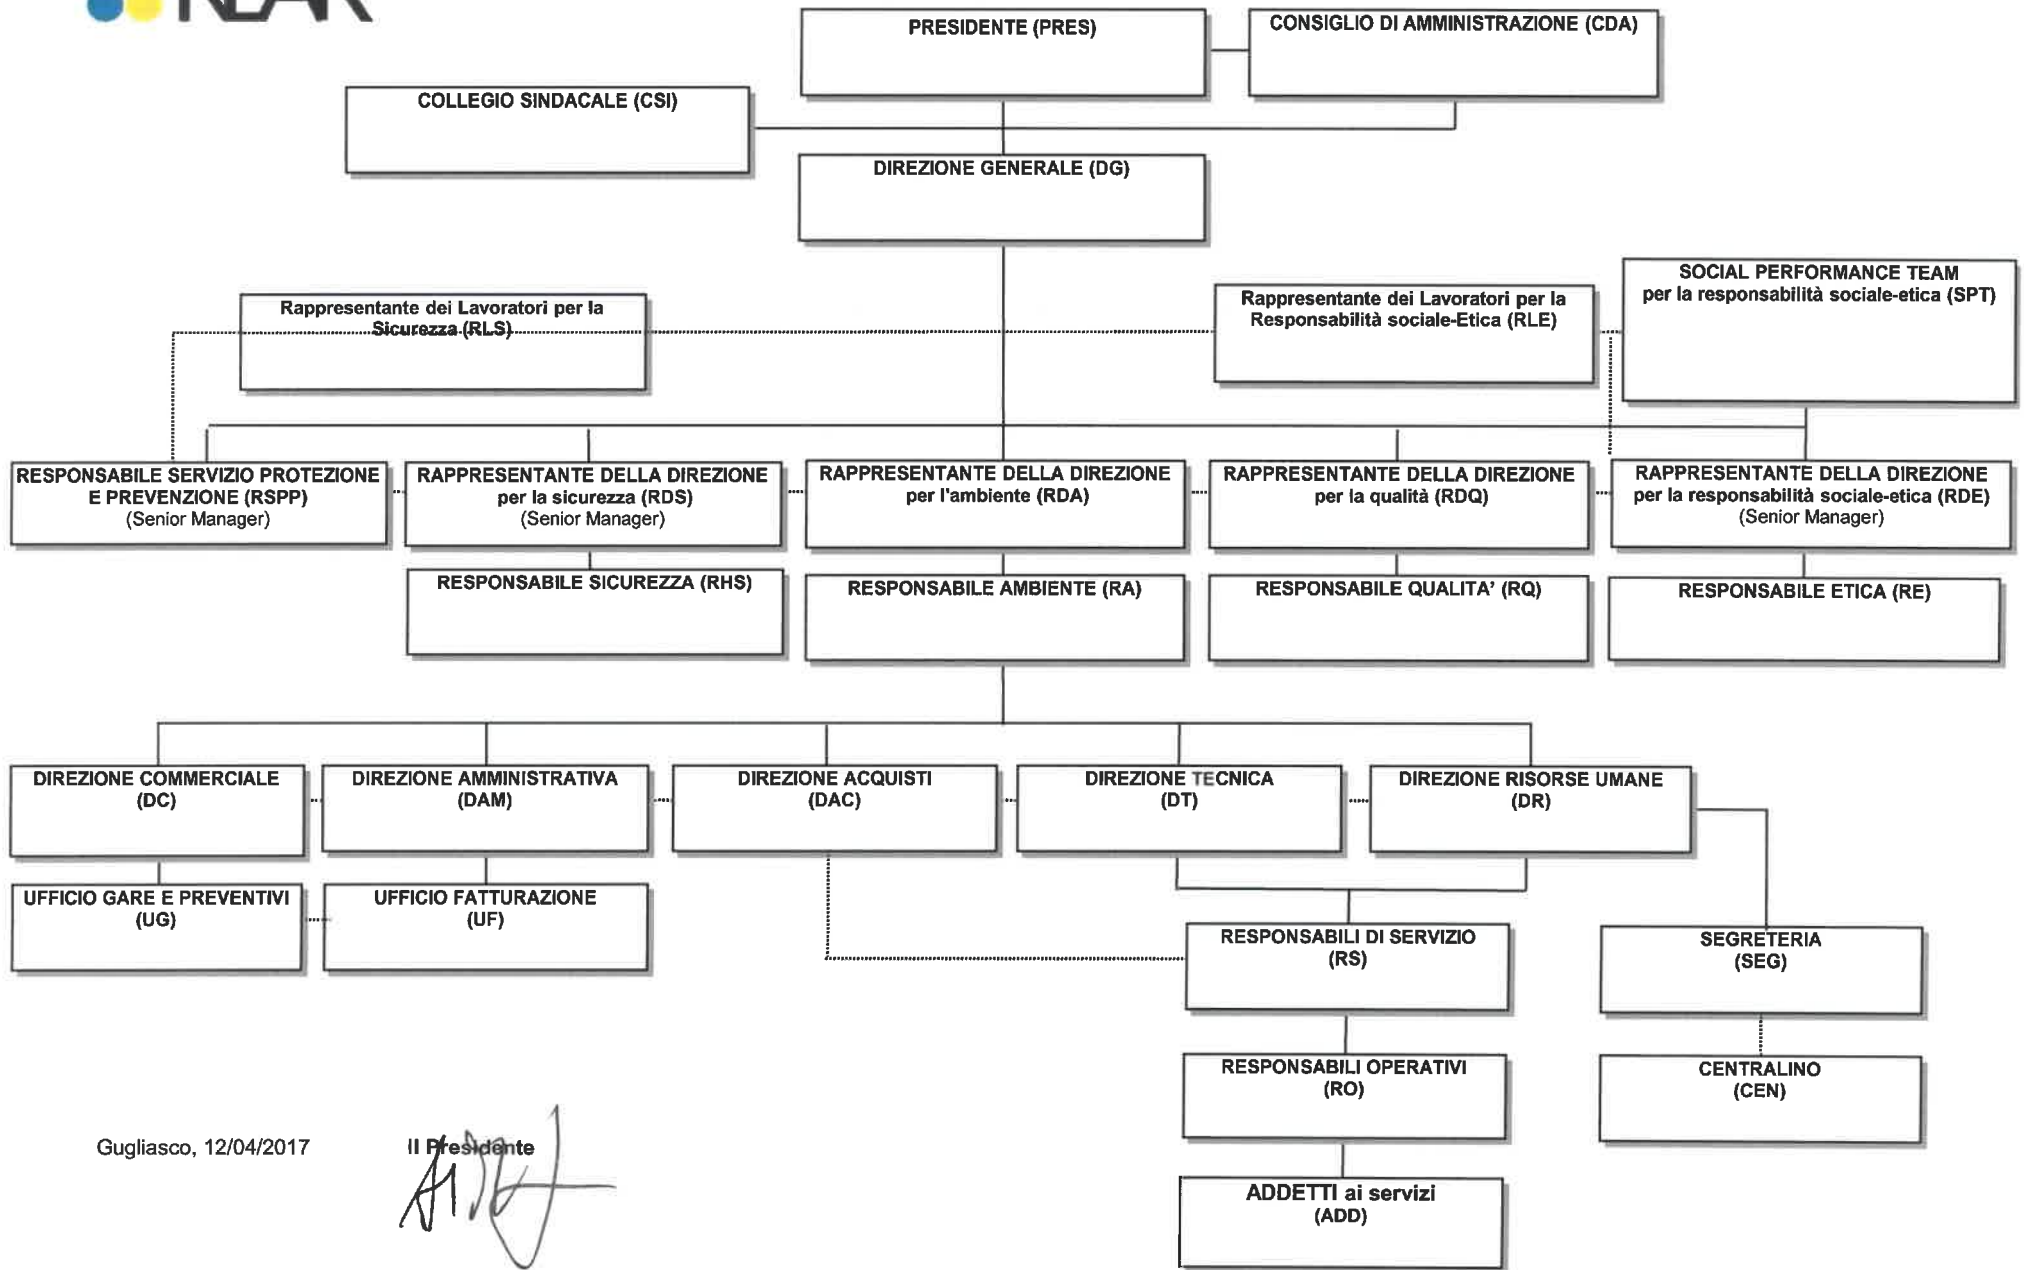 PRESIDENTE (PRES)
CONSIGLIO DI AMMINISTRAZIONE (CDA)
COLLEGIO SINDACALE (CSI)
DIREZIONE GENERALE (DG)
Rappresentante dei Lavoratori per la
Sicurezza (RLS)
Rappresentante dei Lavoratori per la
Responsabilità sociale-Etica (RLE)
SOCIAL PERFORMANCE TEAM
per la responsabilità sociale-etica (SPT)
RESPONSABILE SERVIZIO PROTEZIONE
E PREVENZIONE (RSPP)
(Senior Manager)
RAPPRESENTANTE DELLA DIREZIONE
per la sicurezza (RDS)
(Senior Manager)
RAPPRESENTANTE DELLA DIREZIONE
per l'ambiente (RDA)
RAPPRESENTANTE DELLA DIREZIONE
per la qualità (RDQ)
RAPPRESENTANTE DELLA DIREZIONE
per la responsabilità sociale-etica (RDE)
(Senior Manager)
RESPONSABILE SICUREZZA (RHS)
RESPONSABILE AMBIENTE (RA)
RESPONSABILE QUALITA' (RQ)
RESPONSABILE ETICA (RE)
DIREZIONE COMMERCIALE
(DC)
DIREZIONE AMMINISTRATIVA
(DAM)
DIREZIONE ACQUISTI
(DAC)
DIREZIONE TECNICA
(DT)
DIREZIONE RISORSE UMANE
(DR)
UFFICIO GARE E PREVENTIVI
(UG)
UFFICIO FATTURAZIONE
(UF)
RESPONSABILI DI SERVIZIO
(RS)
SEGRETERIA
(SEG)
RESPONSABILI OPERATIVI
(RO)
CENTRALINO
(CEN)
ADDETTI ai servizi
(ADD)
Gugliasco, 12/04/2017
Il Presidente